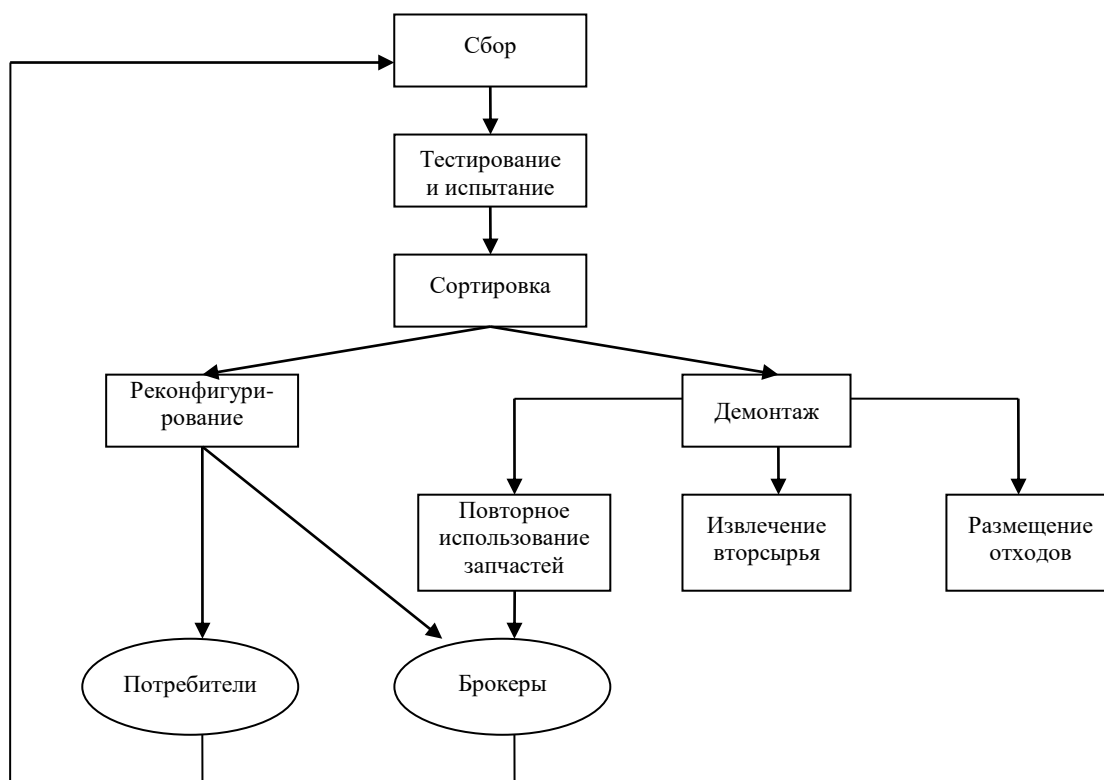 Сбор
Тестирование
и испытание
Сортировка
Реконфигури-
рование
Демонтаж
Повторное
использование
запчастей
Извлечение
вторсырья
Размещение
отходов
Потребители
Брокеры